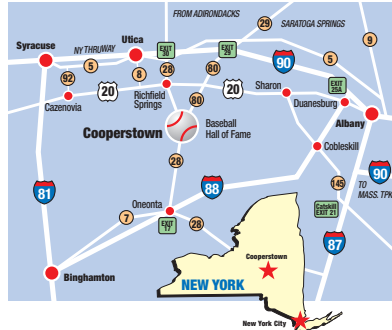 FROM ADIRONDACKS
29
SARATOGA SPRINGS
9
Syracuse
NY THRUWAY
Utica
EXIT
30
EXIT
29
5
8
28
80
90
5
92
20
20
Sharon
EXIT
25A
Cazenovia
Richfield
Springs
80
Duanesburg
Albany
Cooperstown
Baseball
Hall of Fame
Cobleskill
28
90
81
Oneonta
88
145
TO
MASS. TPK
7
EXIT
17
28
Catskill
EXIT 21
87
Binghamton
Cooperstown
NEW YORK
New York City